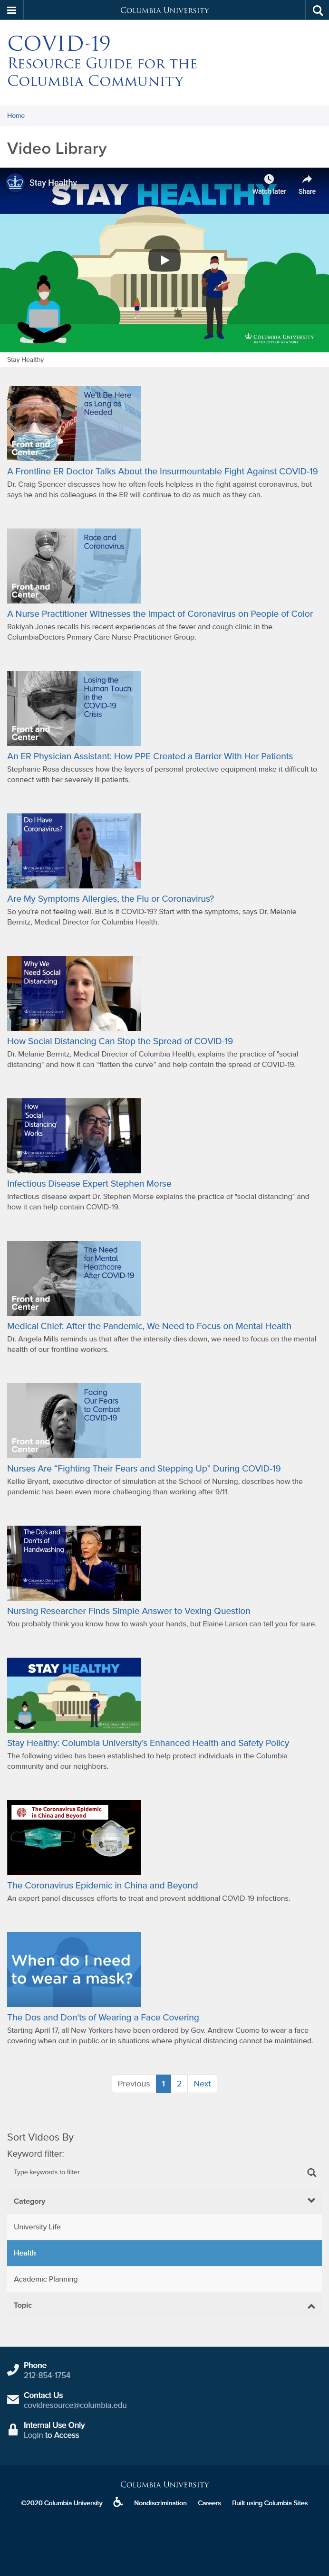 Columbia University
COVID-19
Resource Guide for the
Columbia Community
Home
Video Library
Stay Healthy
Watch later
Share
STAY HEALTHY
Columbia University
IN THE CITY OF NEW YORK
Stay Healthy
We'll Be Here
as Long as
Needed
Front and
Center
A Frontline ER Doctor Talks About the Insurmountable Fight Against COVID-19
Dr. Craig Spencer discusses how he often feels helpless in the fight against coronavirus, but
says he and his colleagues in the ER will continue to do as much as they can.
Race and
Coronavirus
Front and
Center
A Nurse Practitioner Witnesses the Impact of Coronavirus on People of Color
Rakiyah Jones recalls his recent experiences at the fever and cough clinic in the
ColumbiaDoctors Primary Care Nurse Practitioner Group.
Losing the
Human Touch
in the
COVID-19
Crisis
Front and
Center
An ER Physician Assistant: How PPE Created a Barrier With Her Patients
Stephanie Rosa discusses how the layers of personal protective equipment make it difficult to
connect with her severely ill patients.
Do I Have
Coronavirus?
Columbia University
Are My Symptoms Allergies, the Flu or Coronavirus?
So you're not feeling well. But is it COVID-19? Start with the symptoms, says Dr. Melanie
Bernitz, Medical Director for Columbia Health.
Why We
Need Social
Distancing
Columbia University
How Social Distancing Can Stop the Spread of COVID-19
Dr. Melanie Bernitz, Medical Director of Columbia Health, explains the practice of "social
distancing" and how it can "flatten the curve" and help contain the spread of COVID-19.
How
'Social
Distancing'
Works
Columbia University
Infectious Disease Expert Stephen Morse
Infectious disease expert Dr. Stephen Morse explains the practice of "social distancing" and
how it can help contain COVID-19.
The Need
for Mental
Healthcare
After COVID-19
Front and
Center
Medical Chief: After the Pandemic, We Need to Focus on Mental Health
Dr. Angela Mills reminds us that after the intensity dies down, we need to focus on the mental
health of our frontline workers.
Facing
Our Fears
to Combat
COVID-19
Front and
Center
Nurses Are "Fighting Their Fears and Stepping Up" During COVID-19
Kellie Bryant, executive director of simulation at the School of Nursing, describes how the
pandemic has been even more challenging than working after 9/11.
The Do's and
Don'ts of
Handwashing
Columbia University
Nursing Researcher Finds Simple Answer to Vexing Question
You probably think you know how to wash your hands, but Elaine Larson can tell you for sure.
STAY HEALTHY
Columbia University
Stay Healthy: Columbia University's Enhanced Health and Safety Policy
The following video has been established to help protect individuals in the Columbia
community and our neighbors.
The Coronavirus Epidemic
in China and Beyond
The Coronavirus Epidemic in China and Beyond
An expert panel discusses efforts to treat and prevent additional COVID-19 infections.
When do I need
to wear a mask?
The Dos and Don'ts of Wearing a Face Covering
Starting April 17, all New Yorkers have been ordered by Gov. Andrew Cuomo to wear a face
covering when out in public or in situations where physical distancing cannot be maintained.
Previous 1 2 Next
Sort Videos By
Keyword filter:
Type keywords to filter
Category
University Life
Health
Academic Planning
Topic
Phone
212-854-1754
Contact Us
covidresource@columbia.edu
Internal Use Only
Login to Access
Columbia University
©2020 Columbia University Nondiscrimination Careers Built using Columbia Sites